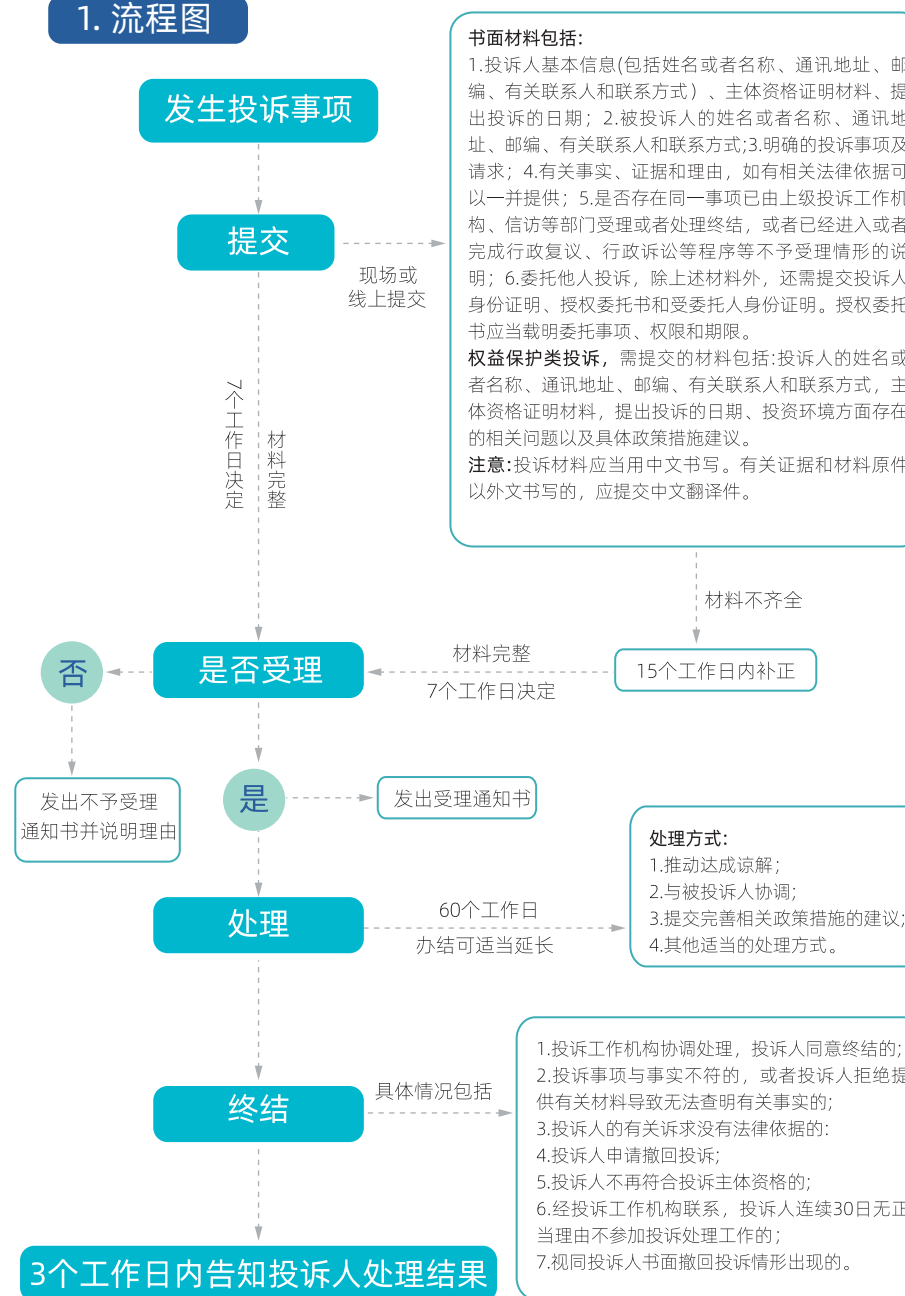 1. 流程图
发生投诉事项
提交
现场或
线上提交
书面材料包括:
1.投诉人基本信息(包括姓名或者名称、通讯地址、邮
编、有关联系人和联系方式）、主体资格证明材料、提
出投诉的日期；2.被投诉人的姓名或者名称、通讯地
址、邮编、有关联系人和联系方式;3.明确的投诉事项及
请求；4.有关事实、证据和理由，如有相关法律依据可
以一并提供；5.是否存在同一事项已由上级投诉工作机
构、信访等部门受理或者处理终结，或者已经进入或者
完成行政复议、行政诉讼等程序等不予受理情形的说
明；6.委托他人投诉，除上述材料外，还需提交投诉人
身份证明、授权委托书和受委托人身份证明。授权委托
书应当载明委托事项、权限和期限。
权益保护类投诉，需提交的材料包括:投诉人的姓名或
者名称、通讯地址、邮编、有关联系人和联系方式，主
体资格证明材料，提出投诉的日期、投资环境方面存在
的相关问题以及具体政策措施建议。
注意:投诉材料应当用中文书写。有关证据和材料原件
以外文书写的，应提交中文翻译件。
7个工作日决定
材料完整
材料不齐全
15个工作日内补正
材料完整
7个工作日决定
是否受理
否
发出不予受理
通知书并说明理由
是
发出受理通知书
处理
60个工作日
办结可适当延长
处理方式:
1.推动达成谅解；
2.与被投诉人协调;
3.提交完善相关政策措施的建议;
4.其他适当的处理方式。
终结
具体情况包括
1.投诉工作机构协调处理，投诉人同意终结的;
2.投诉事项与事实不符的，或者投诉人拒绝提
供有关材料导致无法查明有关事实的;
3.投诉人的有关诉求没有法律依据的:
4.投诉人申请撤回投诉;
5.投诉人不再符合投诉主体资格的;
6.经投诉工作机构联系，投诉人连续30日无正
当理由不参加投诉处理工作的；
7.视同投诉人书面撤回投诉情形出现的。
3个工作日内告知投诉人处理结果